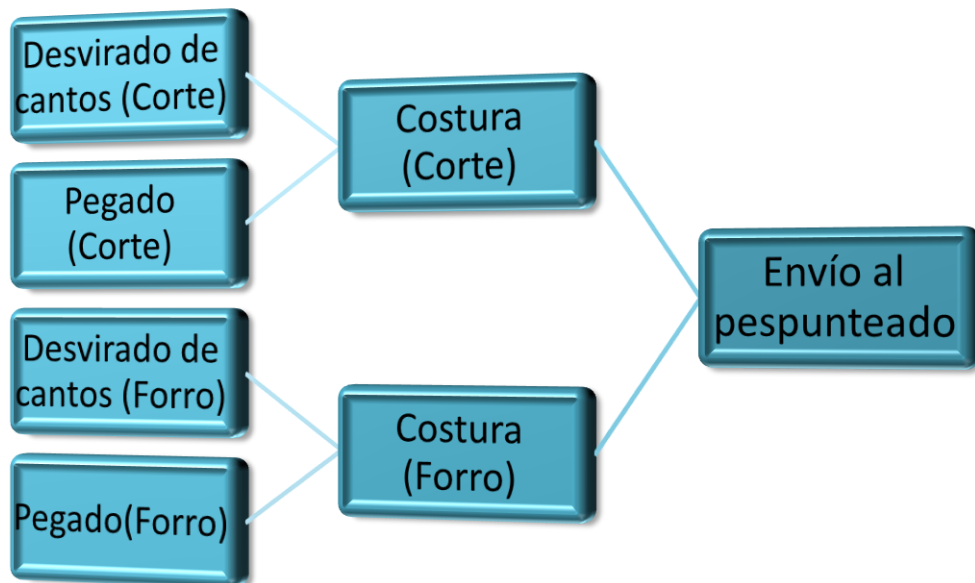 Desvirado de
cantos (Corte)
Pegado
(Corte)
Desvirado de
cantos (Forro)
Pegado(Forro)
Costura
(Corte)
Costura
(Forro)
Envío al
pespunteado